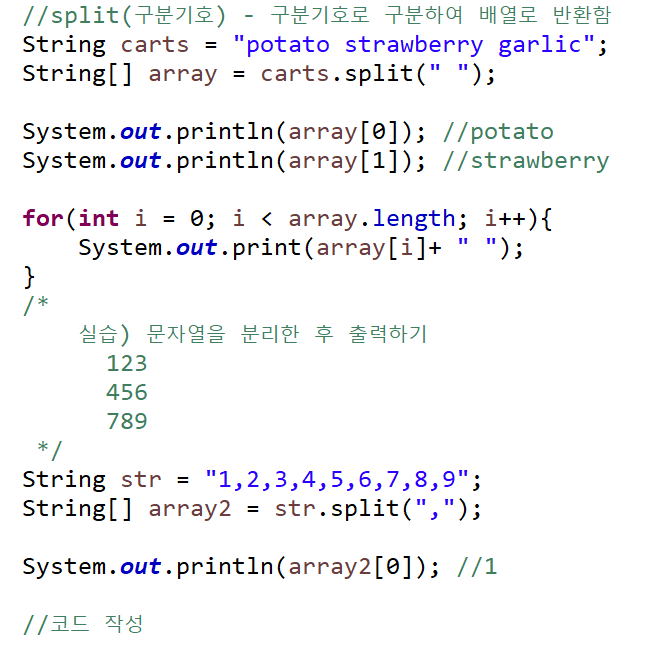 //split(구분기호) - 구분기호로 구분하여 배열로 반환함
String carts = "potato strawberry garlic";
String[] array = carts.split(" ");
System.out.println(array[0]); //potato
System.out.println(array[1]); //strawberry
for(int i = 0; i < array.length; i++){
    System.out.print(array[i]+ " ");
}
/*
    실습) 문자열을 분리한 후 출력하기
      123
      456
      789
 */
String str = "1,2,3,4,5,6,7,8,9";
String[] array2 = str.split(",");
System.out.println(array2[0]); //1
//코드 작성